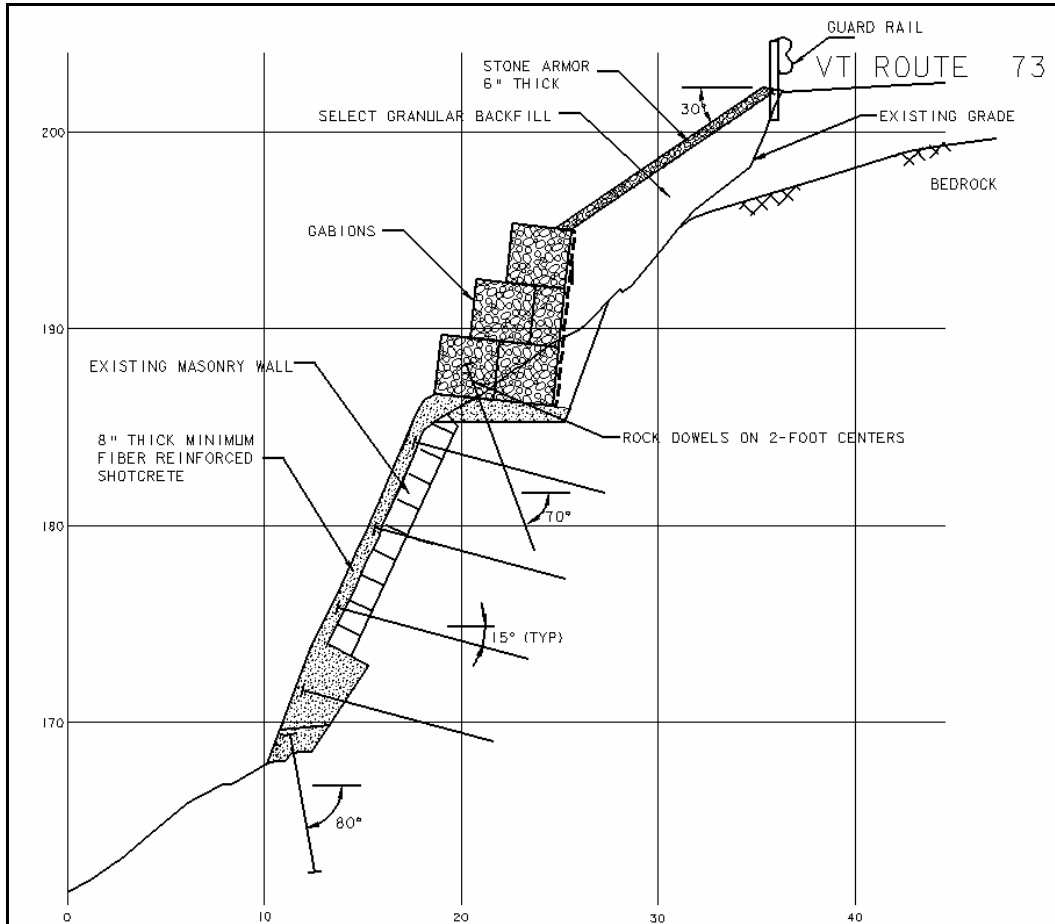 GUARD RAIL
VT ROUTE 73
STONE ARMOR
6" THICK
30°
SELECT GRANULAR BACKFILL
EXISTING GRADE
200
BEDROCK
GABIONS
190
EXISTING MASONRY WALL
ROCK DOWELS ON 2-FOOT CENTERS
8" THICK MINIMUM
FIBER REINFORCED
SHOTCRETE
70°
180
15° (TYP)
170
80°
0
10
20
30
40